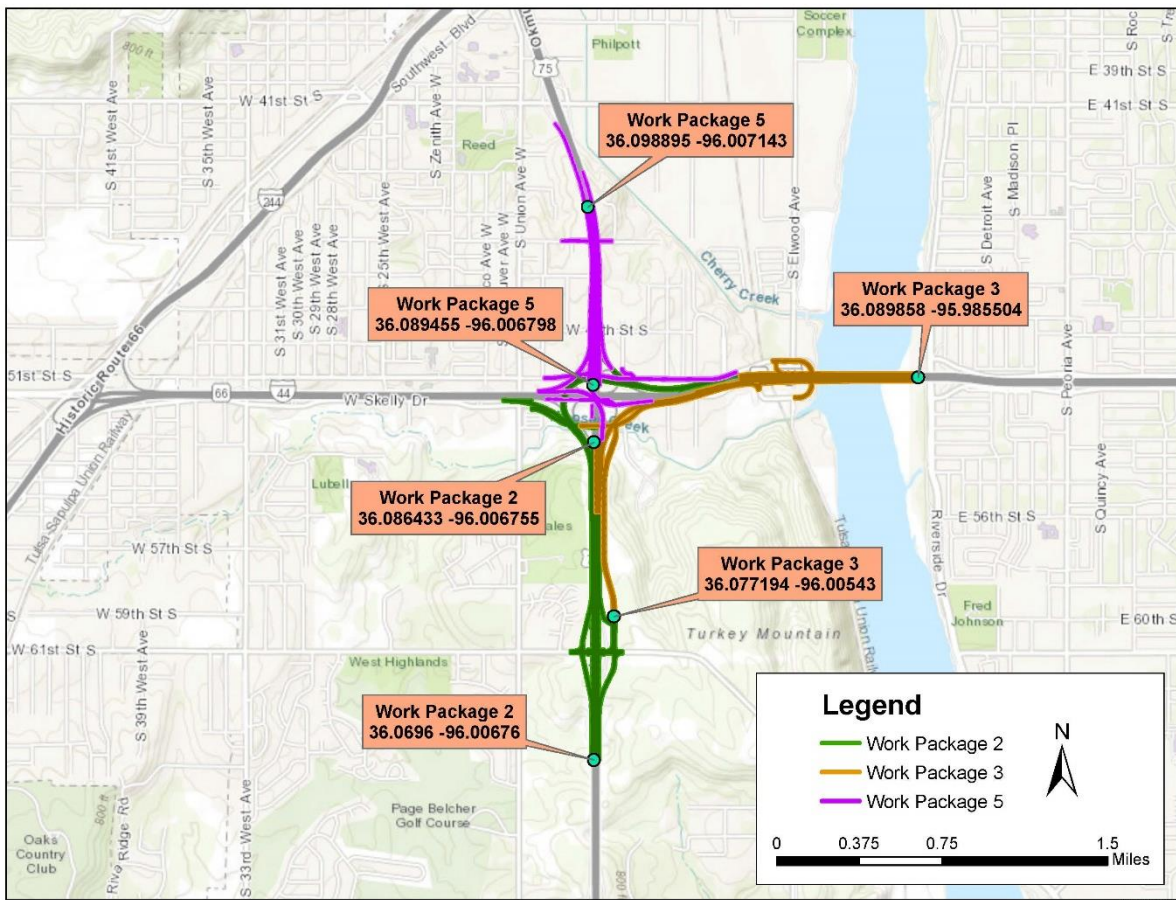 800 ft
Southwest Blvd
75
Philpott
Soccer
Complex
S Roc
E 39th St S
E 41st St S
W 41st St S
S 41st West Ave
S 35th West Ave
S Zenith Ave W
Reed
S Union Ave W
Work Package 5
36.098895 -96.007143
S Elwood Ave
S Detroit Ave
S Madison Pl
244
S 31st West Ave
S 30th West Ave
S 29th West Ave
S 28th West Ave
S 25th West Ave
Cherry Creek
Work Package 5
36.089455 -96.006798
Work Package 3
36.089858 -95.985504
51st St S
Historic Route 66
66
44
W Skelly Dr
S Peoria Ave
Tulsa Sapulpa Union Railway
Work Package 2
36.086433 -96.006755
S Quincy Ave
E 56th St S
W 57th St S
Riverside Dr
Work Package 3
36.077194 -96.00543
W 59th St S
Turkey Mountain
Fred
Johnson
E 60th
W 61st St S
West Highlands
S 39th West Ave
Work Package 2
36.0696 -96.00676
S 33rd West Ave
Page Belcher
Golf Course
Oaks
Country
Club
800 ft
Riva Ridge Rd
800
Legend
Work Package 2
Work Package 3
Work Package 5
N
0 0.375 0.75 1.5
Miles